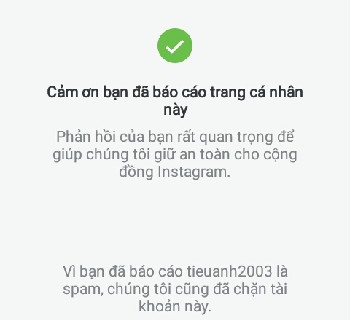 Cảm ơn bạn đã báo cáo trang cá nhân
này
Phản hồi của bạn rất quan trọng để
giúp chúng tôi giữ an toàn cho cộng
đồng Instagram.
Vì bạn đã báo cáo tieuanh2003 là
spam, chúng tôi cũng đã chặn tài
khoản này.